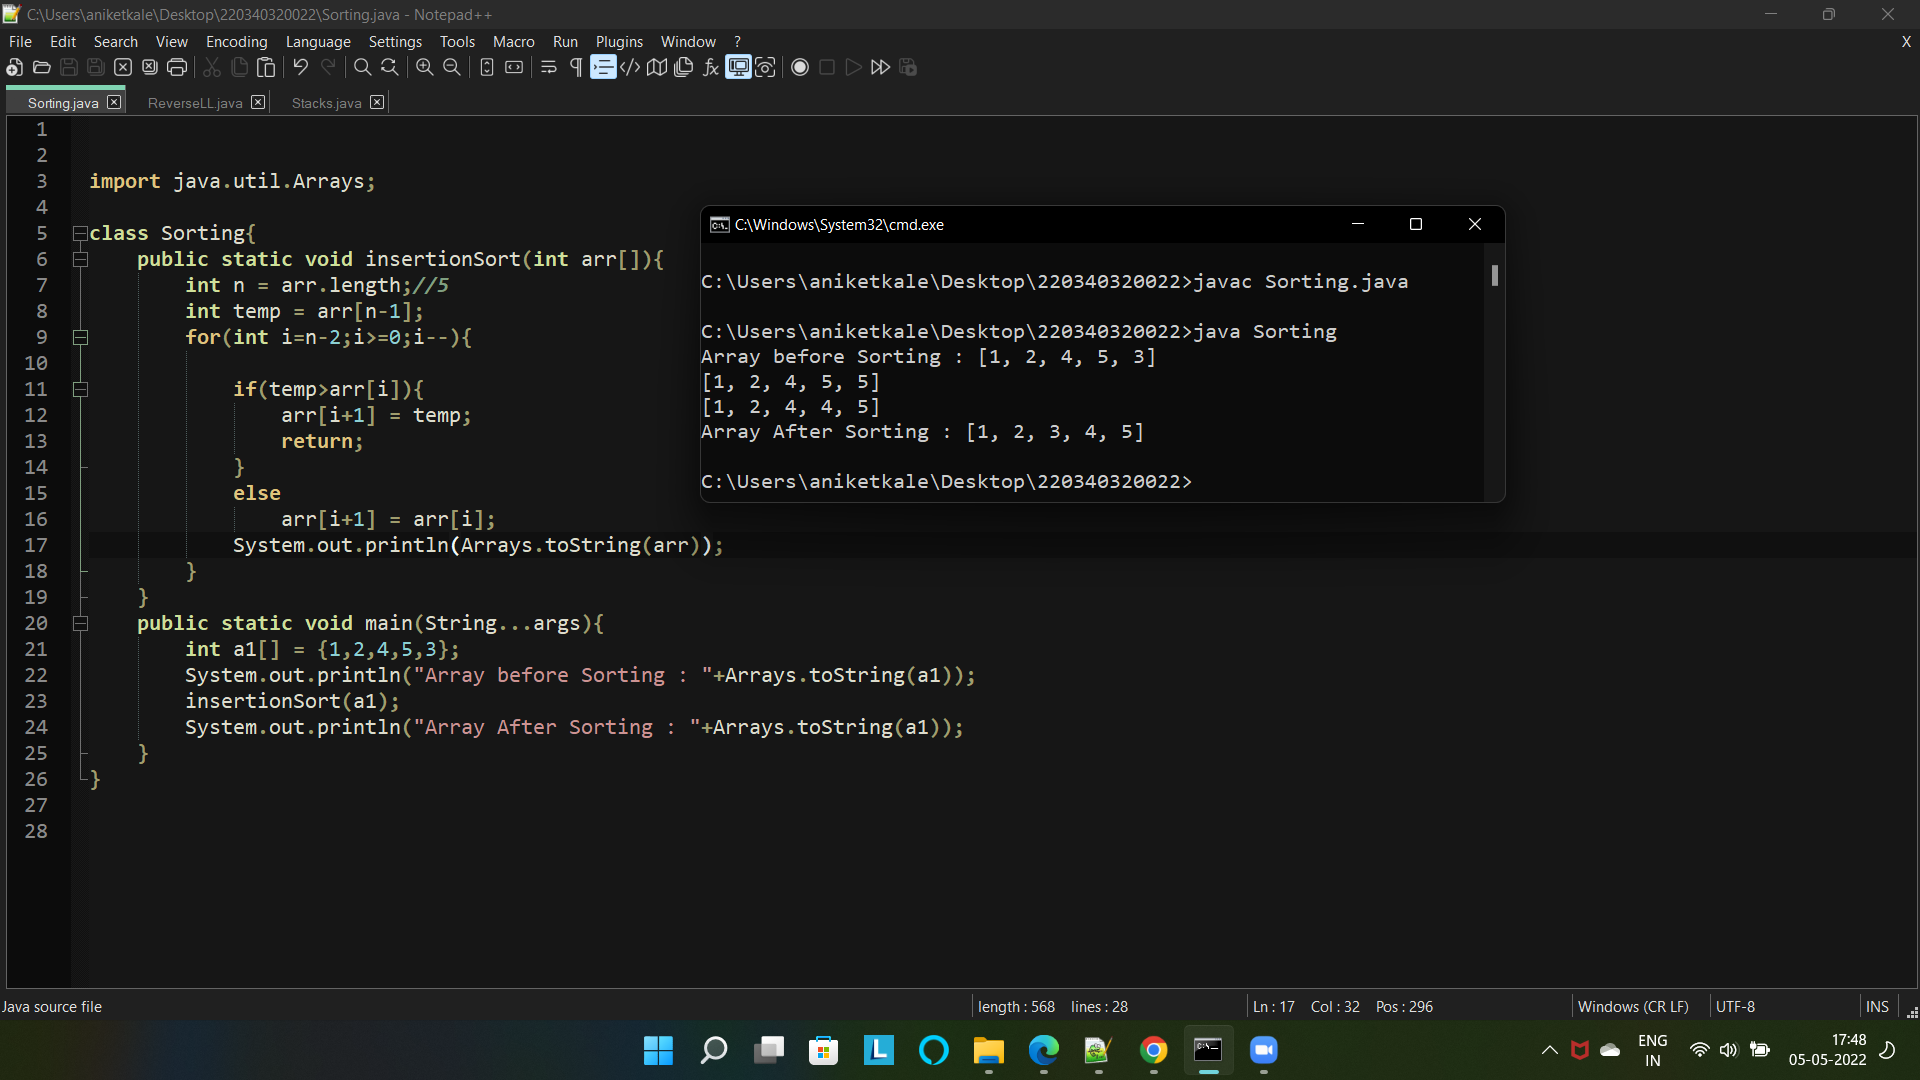 C:\Users\aniketkale\Desktop\220340320022\Sorting.java - Notepad++
File Edit Search View Encoding Language Settings Tools Macro Run Plugins Window ? X
Sorting.java ReverseLL.java Stacks.java
1
2
3 import java.util.Arrays;
4
5 class Sorting{
6 public static void insertionSort(int arr[]){
7 int n = arr.length;//5
8 int temp = arr[n-1];
9 for(int i=n-2;i>=0;i--){
10
11 if(temp>arr[i]){
12 arr[i+1] = temp;
13 return;
14 }
15 else
16 arr[i+1] = arr[i];
17 System.out.println(Arrays.toString(arr));
18 }
19 }
20 public static void main(String...args){
21 int a1[] = {1,2,4,5,3};
22 System.out.println("Array before Sorting : "+Arrays.toString(a1));
23 insertionSort(a1);
24 System.out.println("Array After Sorting : "+Arrays.toString(a1));
25 }
26 }
27
28
C:\Windows\System32\cmd.exe
C:\Users\aniketkale\Desktop\220340320022>javac Sorting.java
C:\Users\aniketkale\Desktop\220340320022>java Sorting
Array before Sorting : [1, 2, 4, 5, 3]
[1, 2, 4, 5, 5]
[1, 2, 4, 4, 5]
Array After Sorting : [1, 2, 3, 4, 5]
C:\Users\aniketkale\Desktop\220340320022>
Java source file length : 568 lines : 28 Ln : 17 Col : 32 Pos : 296 Windows (CR LF) UTF-8 INS
L
ENG
IN
17:48
05-05-2022